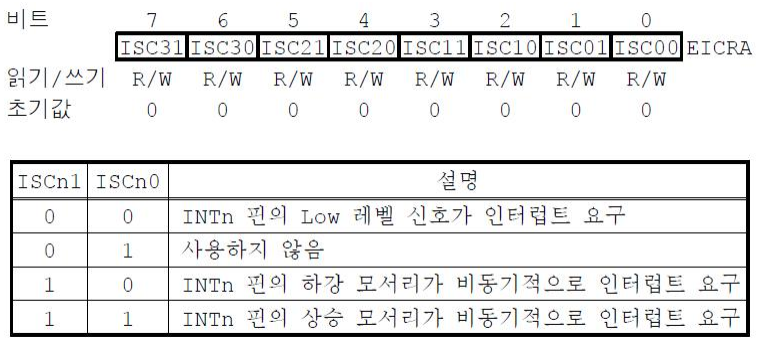 비트 7 6 5 4 3 2 1 0
ISC31 ISC30 ISC21 ISC20 ISC11 ISC10 ISC01 ISC00 EICRA
읽기/쓰기 R/W R/W R/W R/W R/W R/W R/W R/W
초기값 0 0 0 0 0 0 0 0
ISCn1 ISCn0 설명
0 0 INTn 핀의 Low 레벨 신호가 인터럽트 요구
0 1 사용하지 않음
1 0 INTn 핀의 하강 모서리가 비동기적으로 인터럽트 요구
1 1 INTn 핀의 상승 모서리가 비동기적으로 인터럽트 요구